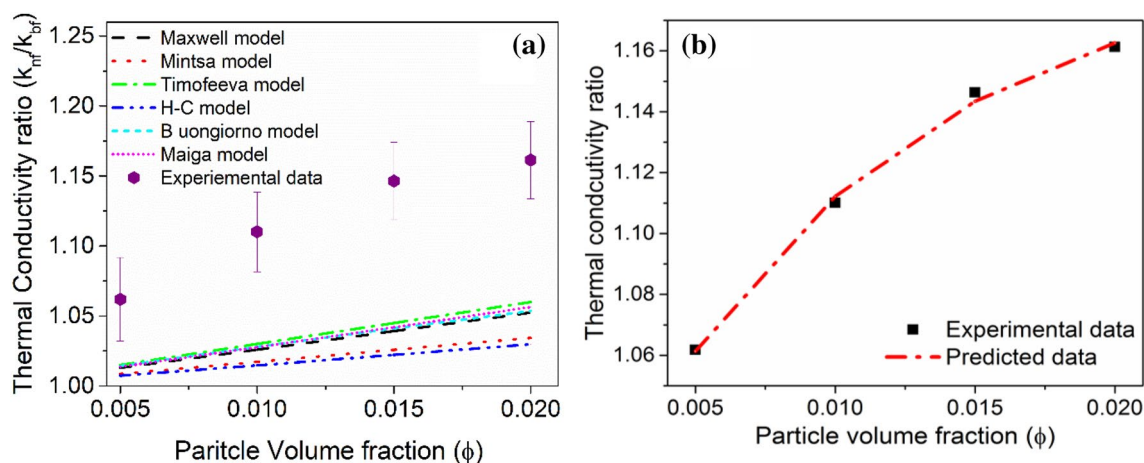 (a)
Thermal Conductivity ratio (knf/kbf)
1.25
1.20
1.15
1.10
1.05
1.00
Maxwell model
Mintsa model
Timofeeva model
H-C model
B uongiorno model
Maiga model
Experiemental data
0.005 0.010 0.015 0.020
Paritcle Volume fraction (ϕ)
(b)
Thermal condcutivity ratio
1.16
1.14
1.12
1.10
1.08
1.06
Experimental data
Predicted data
0.005 0.010 0.015 0.020
Particle volume fraction (ϕ)